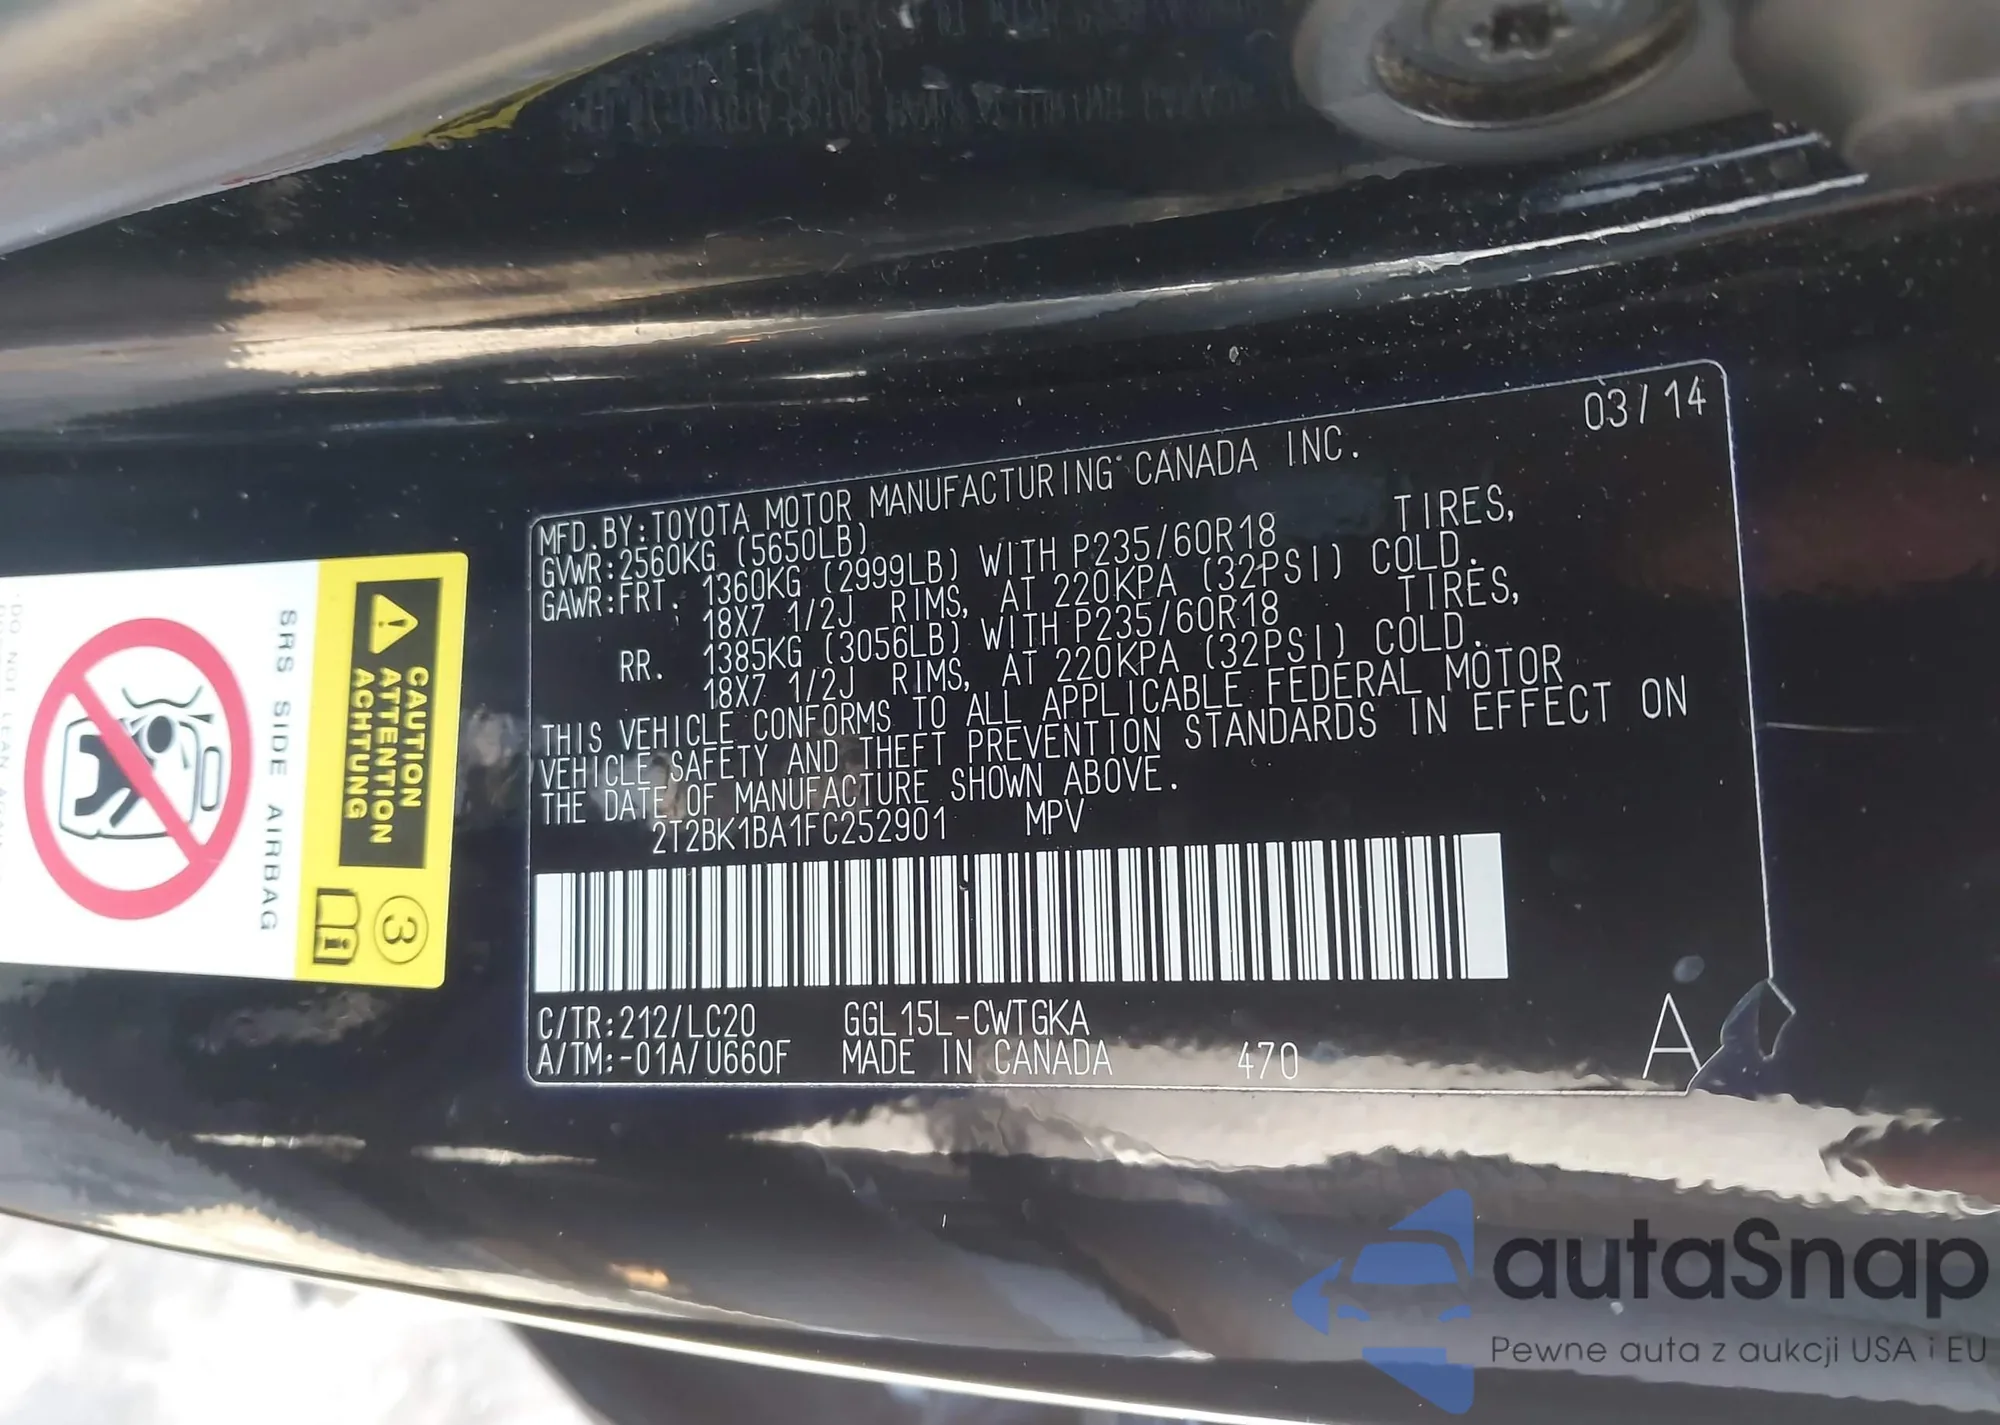 03/14
MFD.BY:TOYOTA MOTOR MANUFACTURING CANADA INC.
GVWR:2560KG (5650LB)
GAWR:FRT. 1360KG (2999LB) WITH P235/60R18 TIRES,
18X7 1/2J RIMS, AT 220KPA (32PSI) COLD.
RR. 1385KG (3056LB) WITH P235/60R18 TIRES,
18X7 1/2J RIMS, AT 220KPA (32PSI) COLD.
THIS VEHICLE CONFORMS TO ALL APPLICABLE FEDERAL MOTOR
VEHICLE SAFETY AND THEFT PREVENTION STANDARDS IN EFFECT ON
THE DATE OF MANUFACTURE SHOWN ABOVE.
2T2BK1BA1FC252901 MPV
C/TR:212/LC20 GGL15L-CWTGKA
A/TM:-01A/U660F MADE IN CANADA 470 A
CAUTION
ATTENTION
ACHTUNG
3
SRS SIDE AIRBAG
autaSnap
Pewne auta z aukcji USA i EU